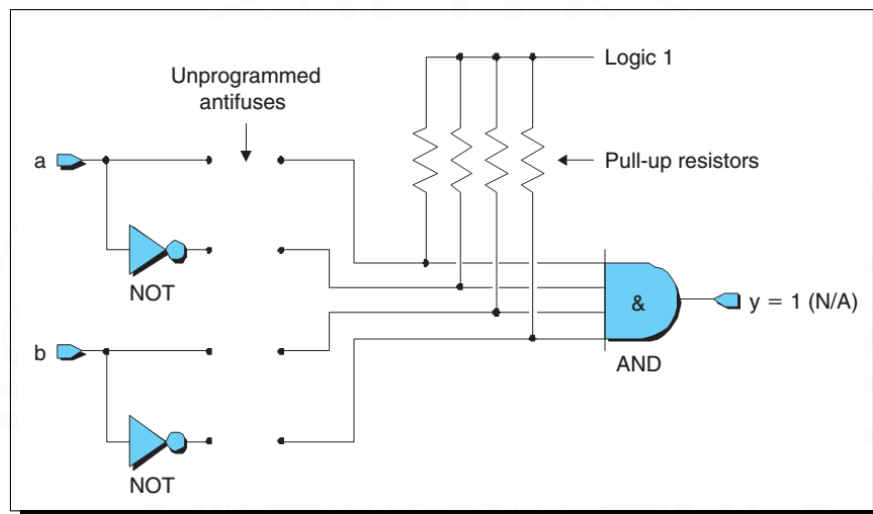 Logic 1
Unprogrammed
antifuses
a
Pull-up resistors
NOT
&
y = 1 (N/A)
b
AND
NOT